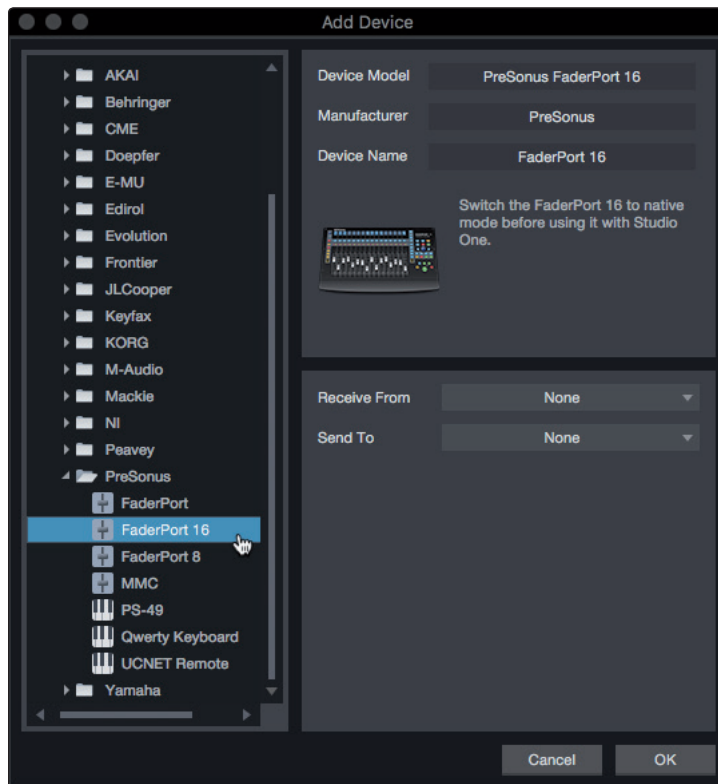 Add Device
AKAI
Behringer
CME
Doepfer
E-MU
Edirol
Evolution
Frontier
JLCooper
Keyfax
KORG
M-Audio
Mackie
NI
Peavey
PreSonus
FaderPort
FaderPort 16
FaderPort 8
MMC
PS-49
Qwerty Keyboard
UCNET Remote
Yamaha
Device Model PreSonus FaderPort 16
Manufacturer PreSonus
Device Name FaderPort 16
Switch the FaderPort 16 to native
mode before using it with Studio
One.
Receive From None
Send To None
Cancel OK